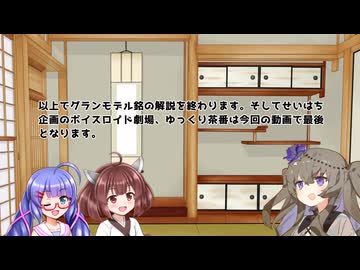 以上でグランモデル銘の解説を終わります。そしてせいはち
企画のボイスロイド劇場、ゆっくり茶番は今回の動画で最後
となります。